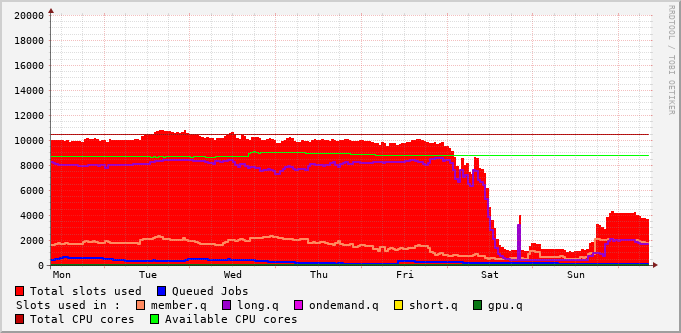 20000
18000
16000
14000
12000
10000
8000
6000
4000
2000
0
Mon Tue Wed Thu Fri Sat Sun
RRDTOOL / TOBI OETIKER
Total slots used Queued Jobs
Slots used in : member.q long.q ondemand.q short.q gpu.q
Total CPU cores Available CPU cores